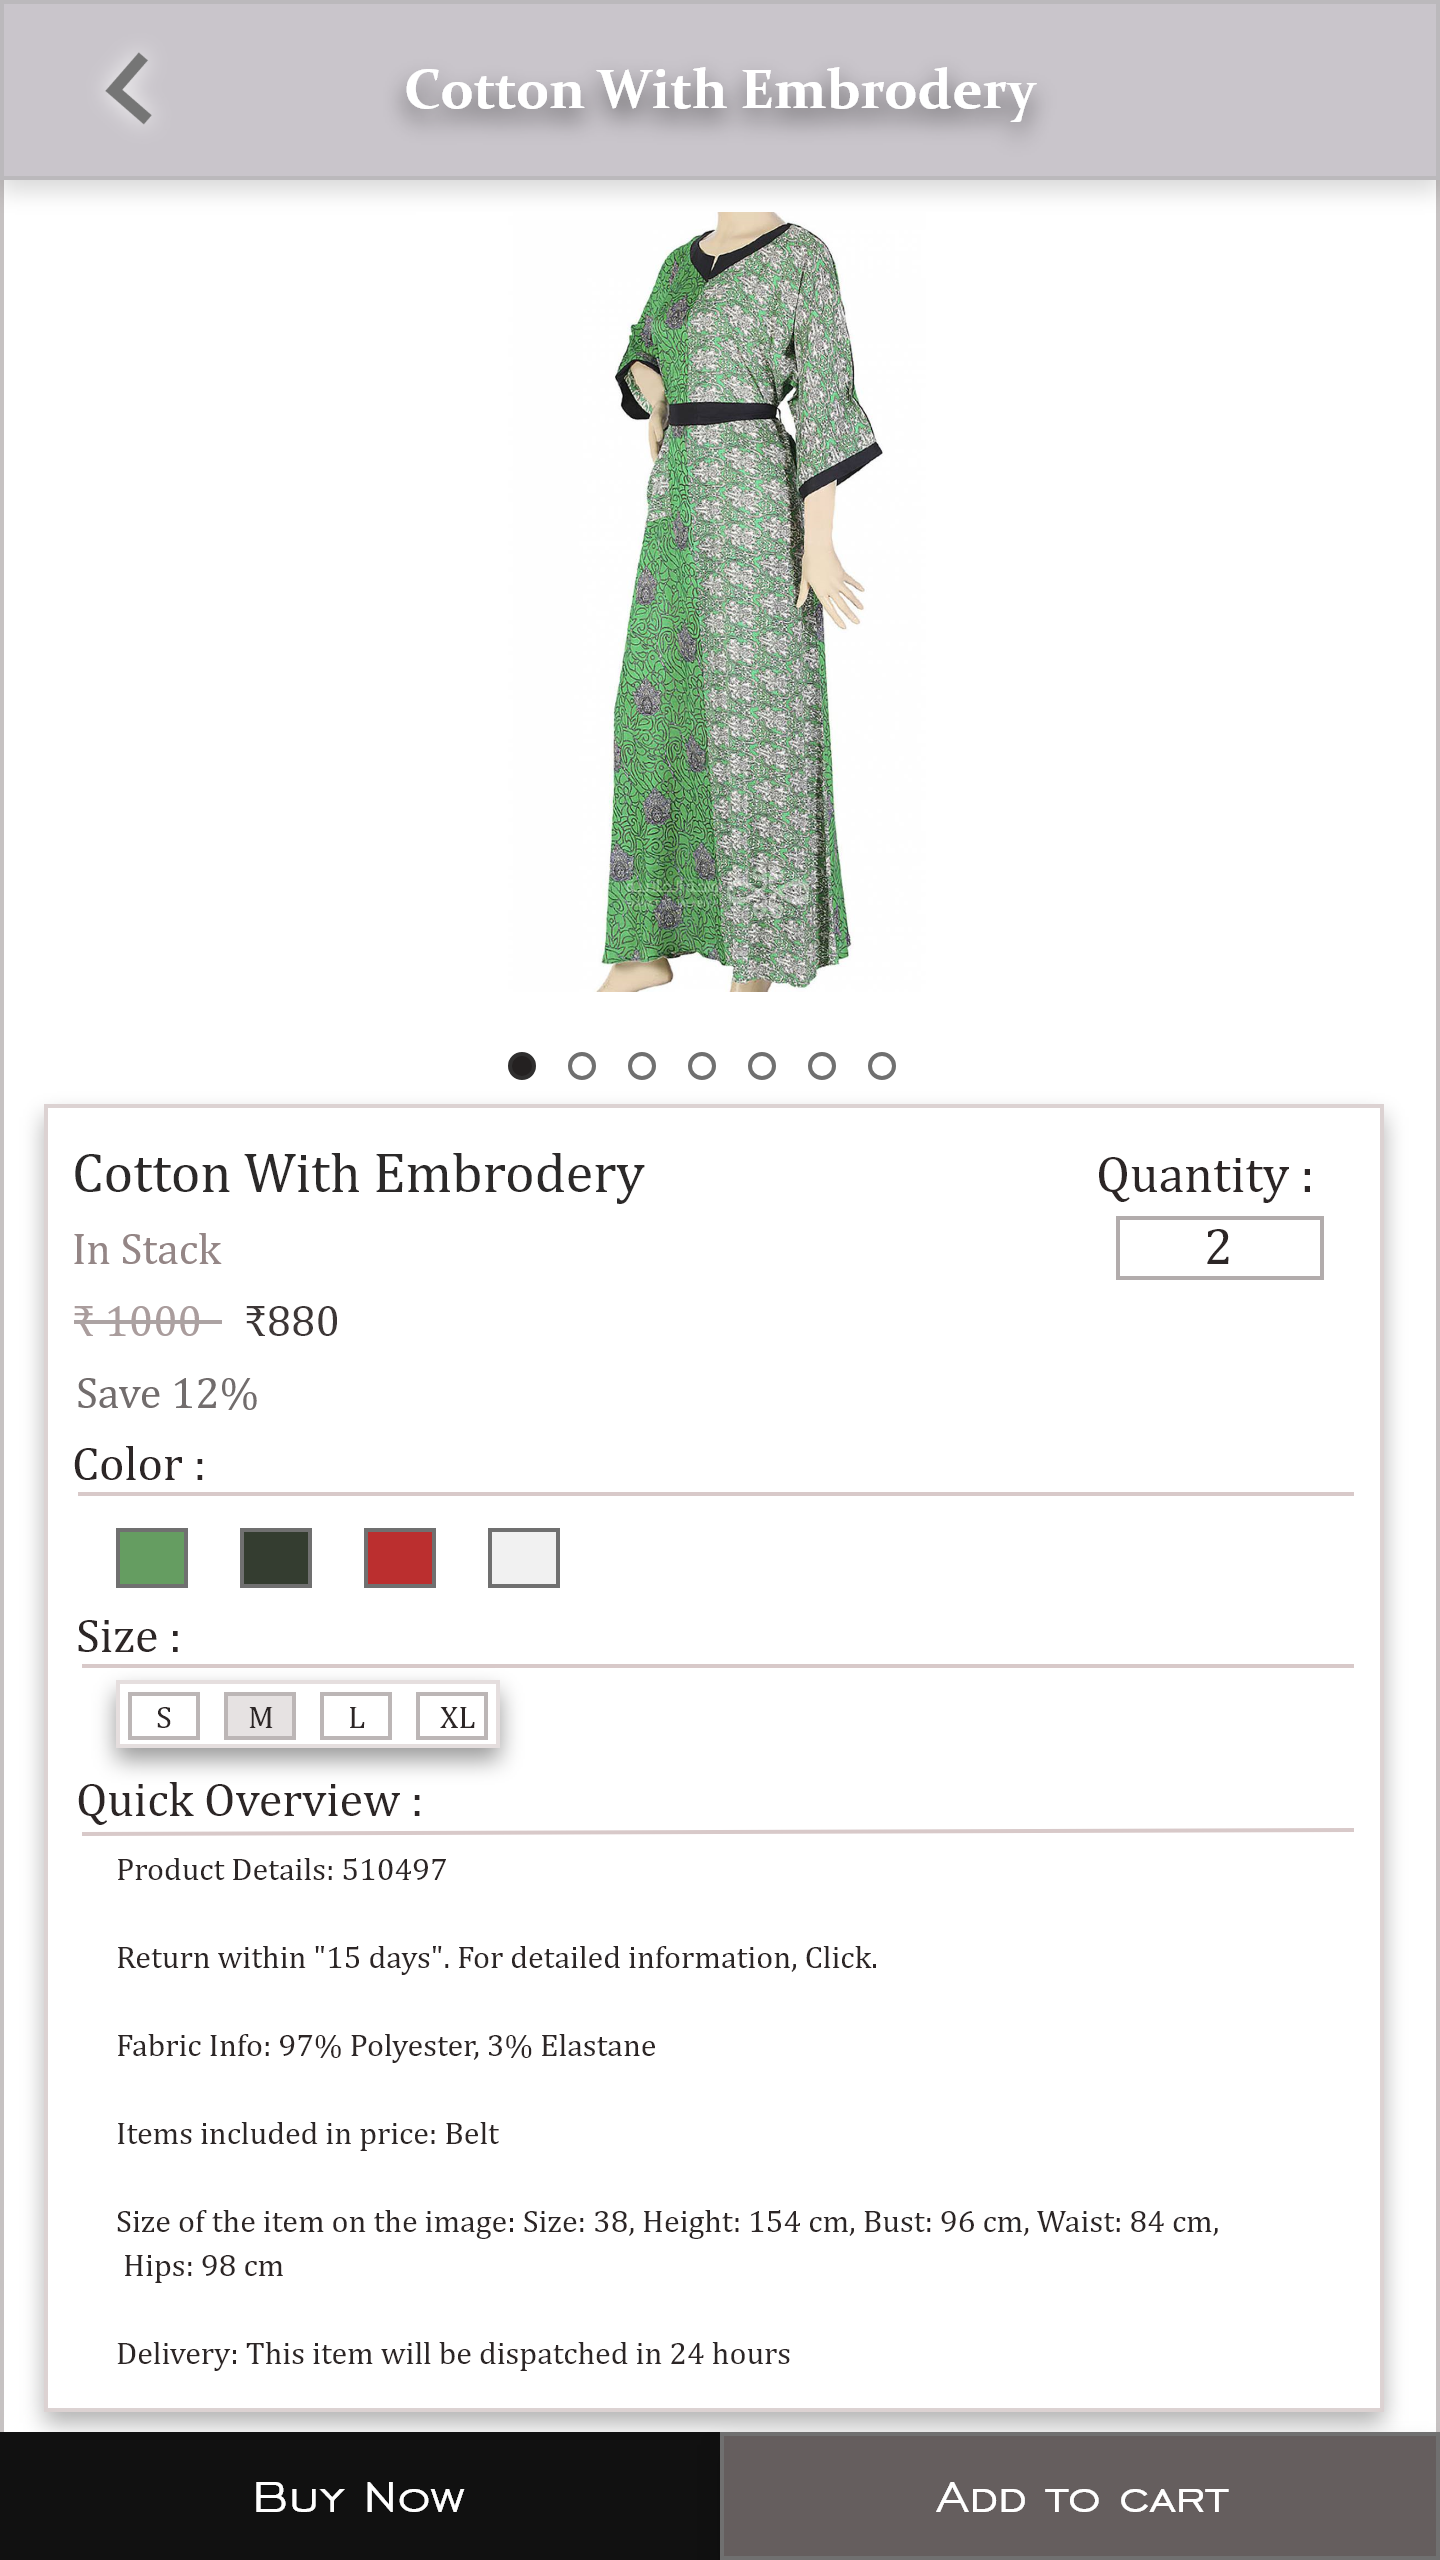 Cotton With Embrodery
Cotton With Embrodery
Quantity :
In Stack
2
₹ 1000 ₹880
Save 12%
Color :
Size :
S M L XL
Quick Overview :
Product Details: 510497
Return within "15 days". For detailed information, Click.
Fabric Info: 97% Polyester, 3% Elastane
Items included in price: Belt
Size of the item on the image: Size: 38, Height: 154 cm, Bust: 96 cm, Waist: 84 cm,
Hips: 98 cm
Delivery: This item will be dispatched in 24 hours
Buy Now
Add to cart